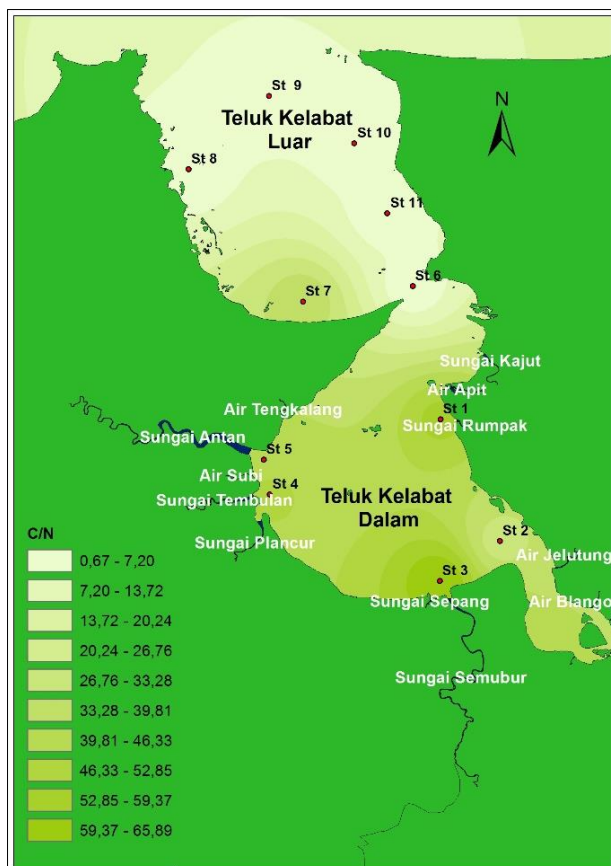 St 9
Teluk Kelabat
Luar
St 10
N
St 8
St 11
St 6
St 7
Sungai Kajut
Air Apit
Air Tengkalang
St 1
Sungai Rumpak
Sungai Antan
St 5
Air Subi
St 4
Sungai Tembulan
Teluk Kelabat
Dalam
Sungai Plancur
St 2
Air Jelutung
St 3
Sungai Sepang
Air Blango
Sungai Semubur
C/N
0,67 - 7,20
7,20 - 13,72
13,72 - 20,24
20,24 - 26,76
26,76 - 33,28
33,28 - 39,81
39,81 - 46,33
46,33 - 52,85
52,85 - 59,37
59,37 - 65,89